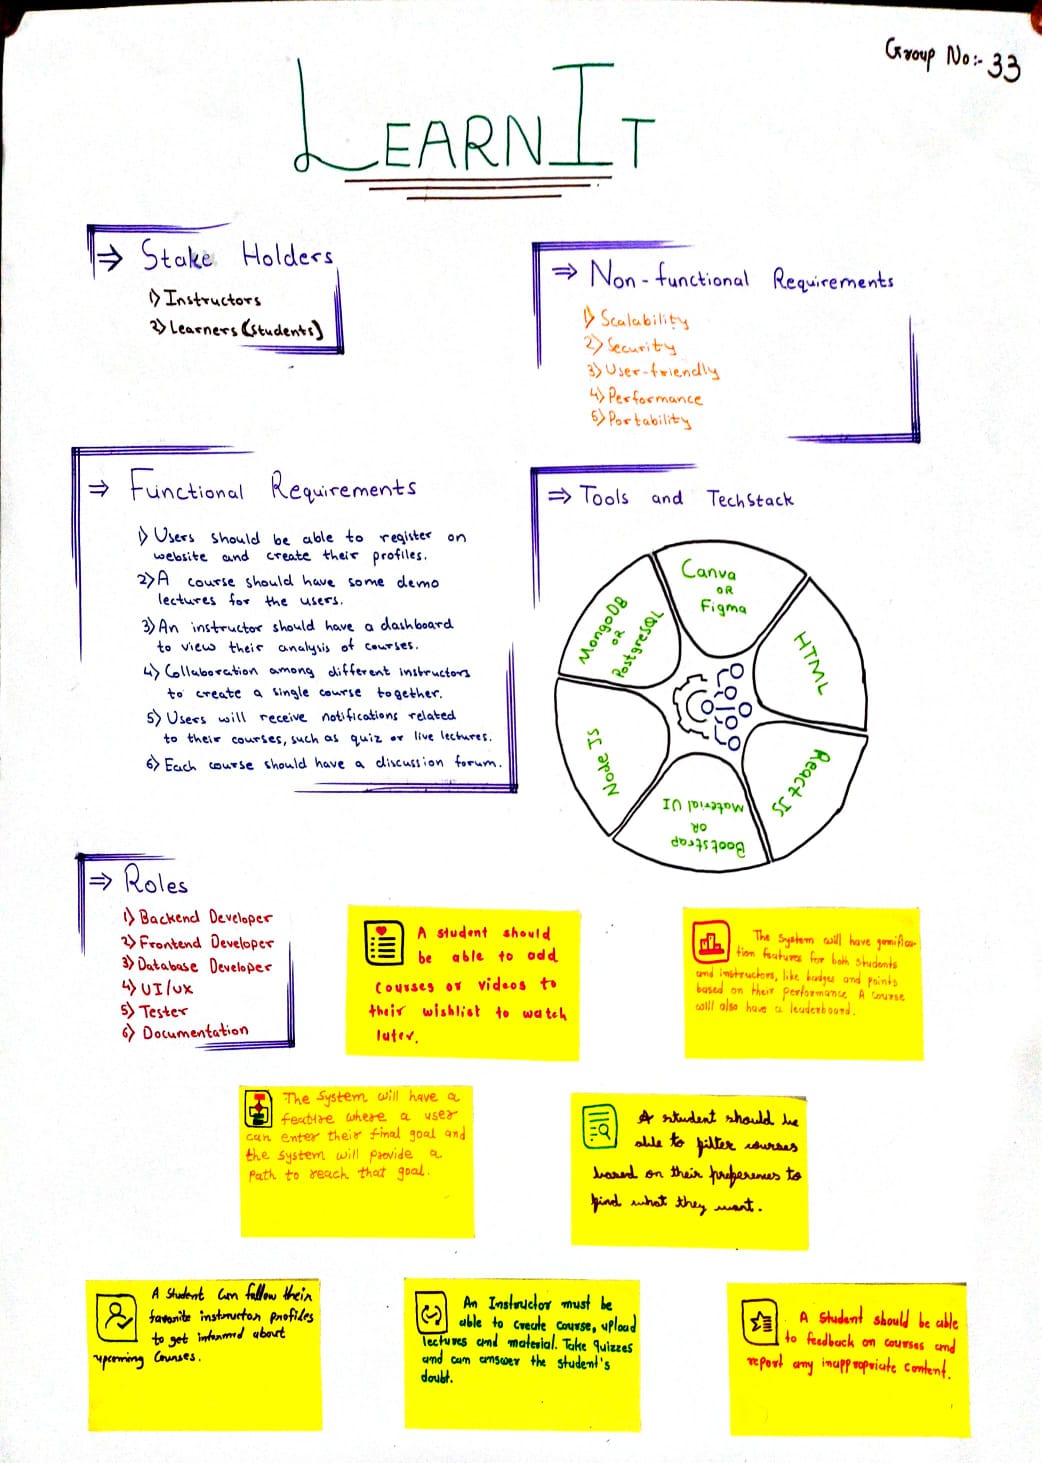 Group No:- 33
LEARNIT
⇒ Stake Holders
1) Instructors
2) Learners (students)
⇒ Non-functional Requirements
1) Scalability
2) Security
3) User-friendly
4) Performance
5) Portability
⇒ Functional Requirements
1) Users should be able to register on
website and create their profiles.
2) A course should have some demo
lectures for the users.
3) An instructor should have a dashboard
to view their analysis of courses.
4) Collaboration among different instructors
to create a single course together.
5) Users will receive notifications related
to their courses, such as quiz or live lectures.
6) Each course should have a discussion forum.
⇒ Tools and TechStack
Canva
OR
Figma
HTML
React JS
Bootstrap
OR
Material UI
Node JS
MongoDB
OR
PostgreSQL
⇒ Roles
1) Backend Developer
2) Frontend Developer
3) Database Developer
4) UI/UX
5) Tester
6) Documentation
A student should
be able to add
courses or videos to
their wishlist to watch
later.
The System will have gamifica-
tion features for both students
and instructors, like badges and points
based on their performance. A course
will also have a leaderboard.
The System will have a
feature where a user
can enter their final goal and
the system will provide a
path to reach that goal.
A student should be
able to filter courses
based on their preferences to
find what they want.
A student can follow their
favorite instructor profiles
to get informed about
upcoming courses.
An Instructor must be
able to create course, upload
lectures and material. Take quizzes
and can answer the student's
doubt.
A student should be able
to feedback on courses and
report any inappropriate content.